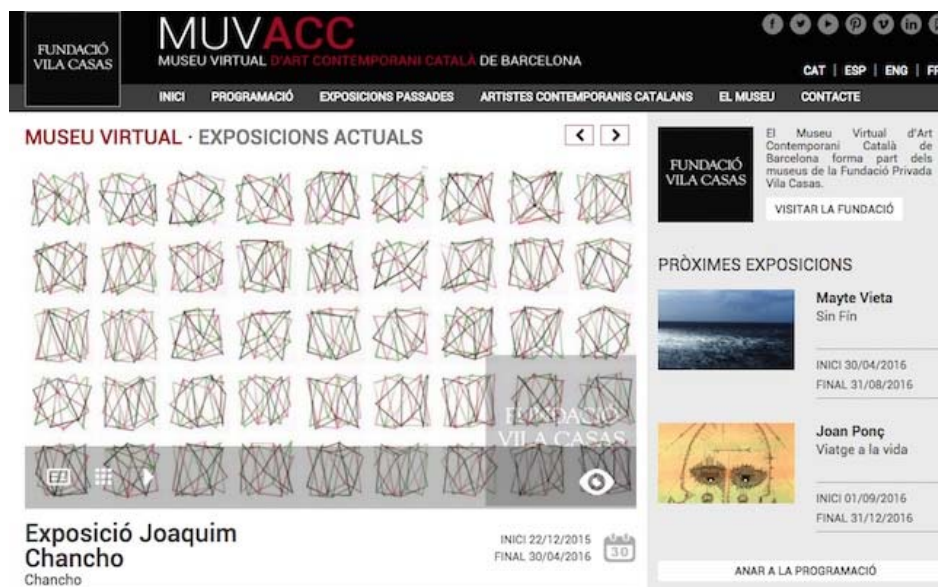 FUNDACIÓ
VILA CASAS
MUVACC
MUSEU VIRTUAL D'ART CONTEMPORANI CATALÀ DE BARCELONA
CAT | ESP | ENG | FR
INICI PROGRAMACIÓ EXPOSICIONS PASSADES ARTISTES CONTEMPORANIS CATALANS EL MUSEU CONTACTE
MUSEU VIRTUAL · EXPOSICIONS ACTUALS
FUNDACIÓ
VILA CASAS
30
Exposició Joaquim
Chancho
Chancho
INICI 22/12/2015
FINAL 30/04/2016
FUNDACIÓ
VILA CASAS
El Museu Virtual d'Art
Contemporani Català de
Barcelona forma part dels
museus de la Fundació Privada
Vila Casas.
VISITAR LA FUNDACIÓ
PRÒXIMES EXPOSICIONS
Mayte Vieta
Sin Fín
INICI 30/04/2016
FINAL 31/08/2016
Joan Ponç
Viatge a la vida
INICI 01/09/2016
FINAL 31/12/2016
ANAR A LA PROGRAMACIÓ